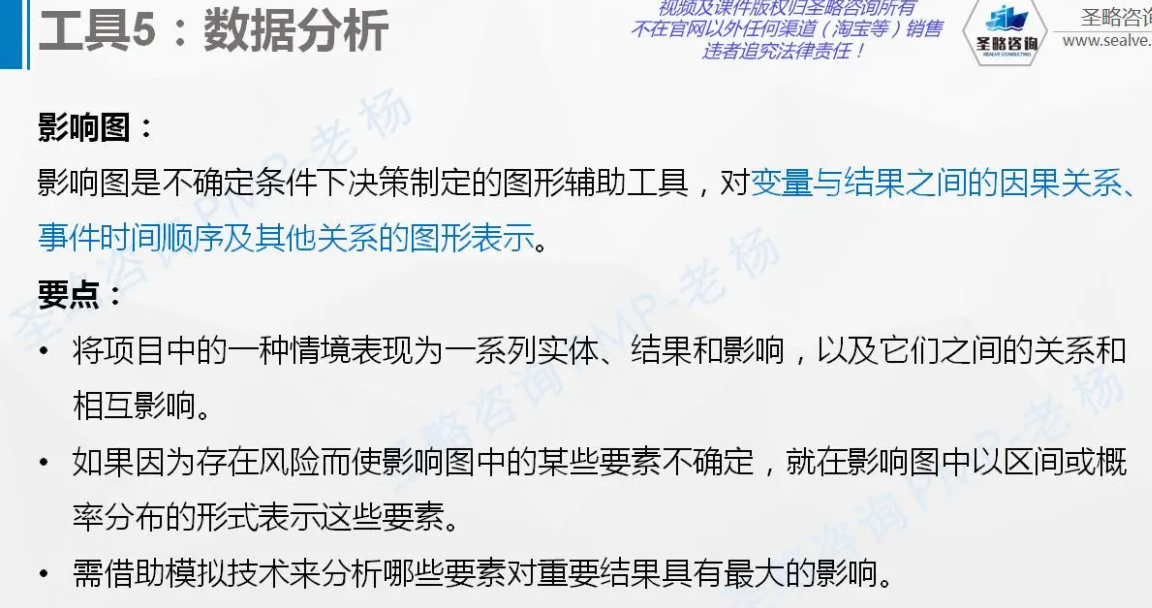 工具5：数据分析
视频及课件版权归圣略咨询所有
不在官网以外任何渠道（淘宝等）销售
违者追究法律责任！
圣略咨询
SEALVE CONSULTING
圣略咨询
www.sealve.
影响图：
影响图是不确定条件下决策制定的图形辅助工具，对变量与结果之间的因果关系、
事件时间顺序及其他关系的图形表示。
要点：
• 将项目中的一种情境表现为一系列实体、结果和影响，以及它们之间的关系和
相互影响。
• 如果因为存在风险而使影响图中的某些要素不确定，就在影响图中以区间或概
率分布的形式表示这些要素。
• 需借助模拟技术来分析哪些要素对重要结果具有最大的影响。
圣略咨询PMP-老杨
圣略咨询PMP-老杨
圣略咨询PMP-老杨